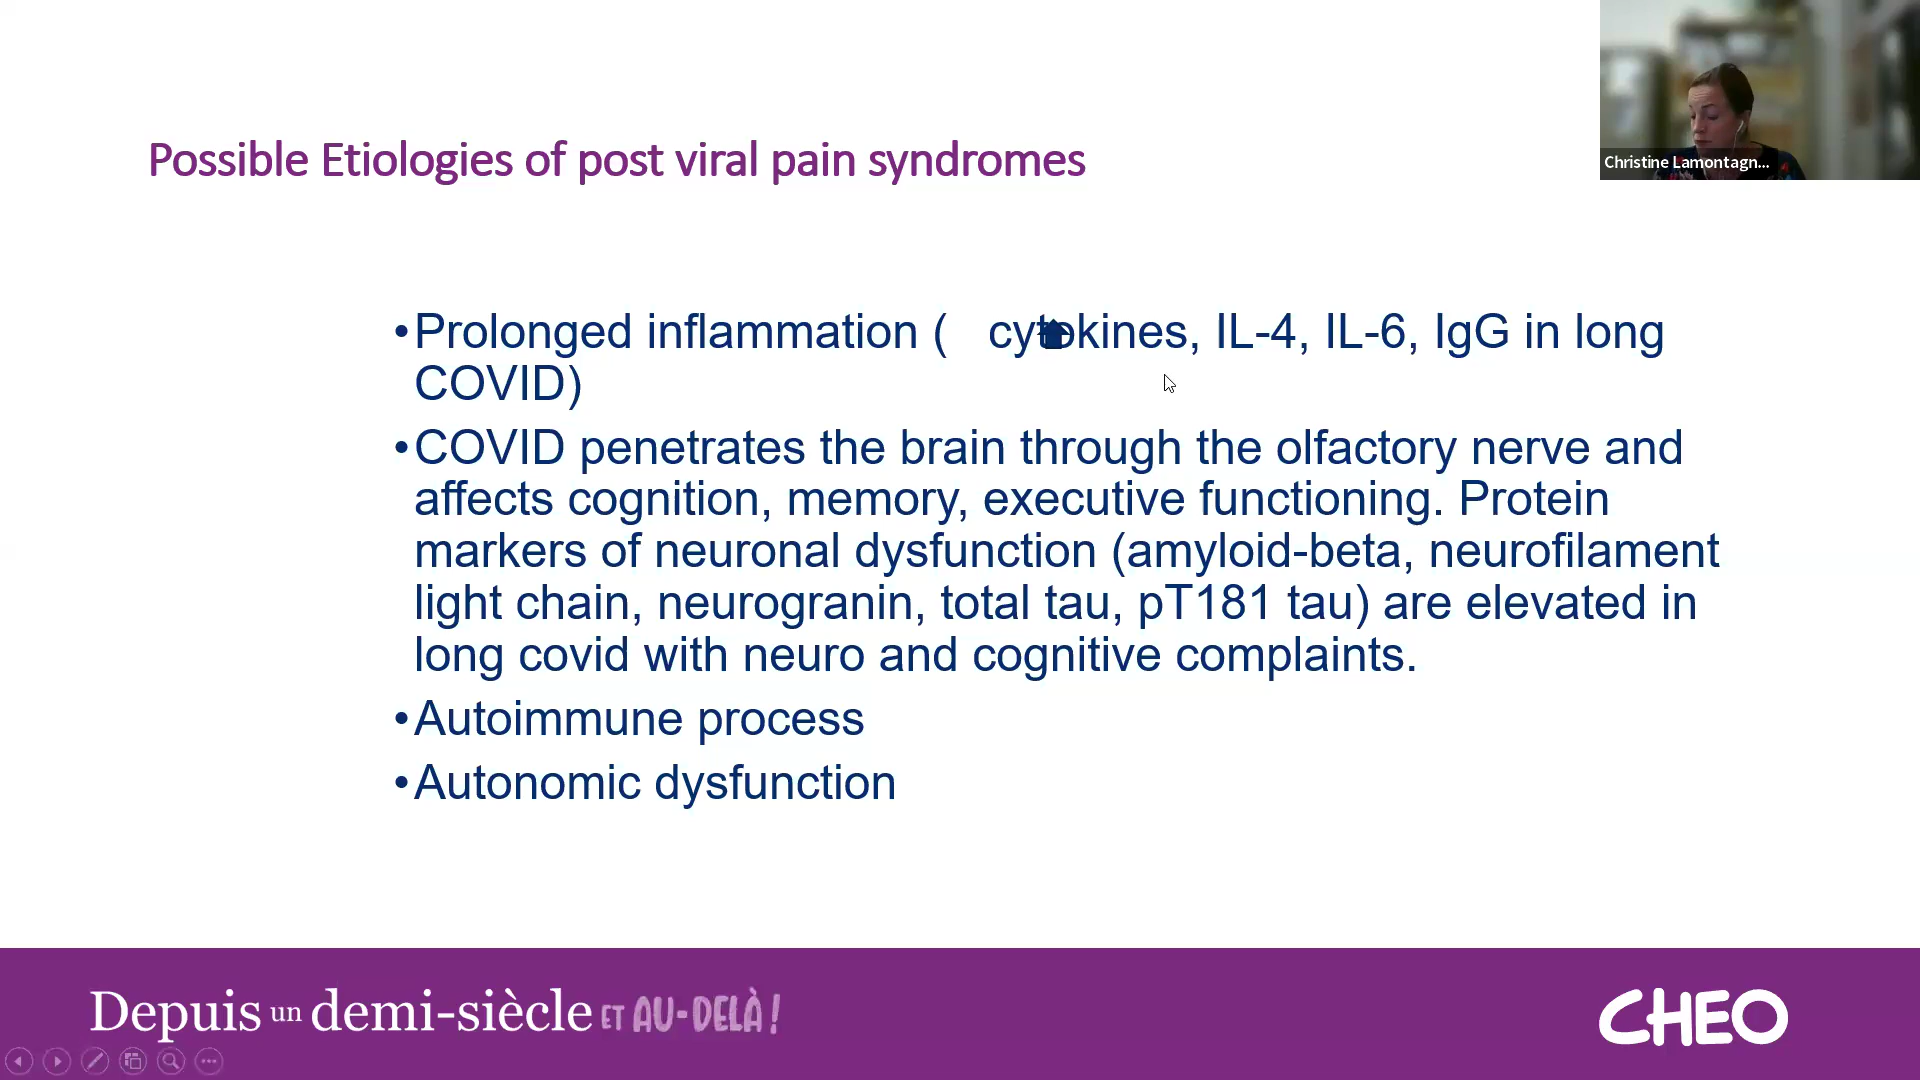 Christine Lamontagn...
Possible Etiologies of post viral pain syndromes
•Prolonged inflammation ( cytokines, IL-4, IL-6, IgG in long
COVID)
•COVID penetrates the brain through the olfactory nerve and
affects cognition, memory, executive functioning. Protein
markers of neuronal dysfunction (amyloid-beta, neurofilament
light chain, neurogranin, total tau, pT181 tau) are elevated in
long covid with neuro and cognitive complaints.
•Autoimmune process
•Autonomic dysfunction
Depuis un demi-siècle ET AU-DELÀ!
CHEO